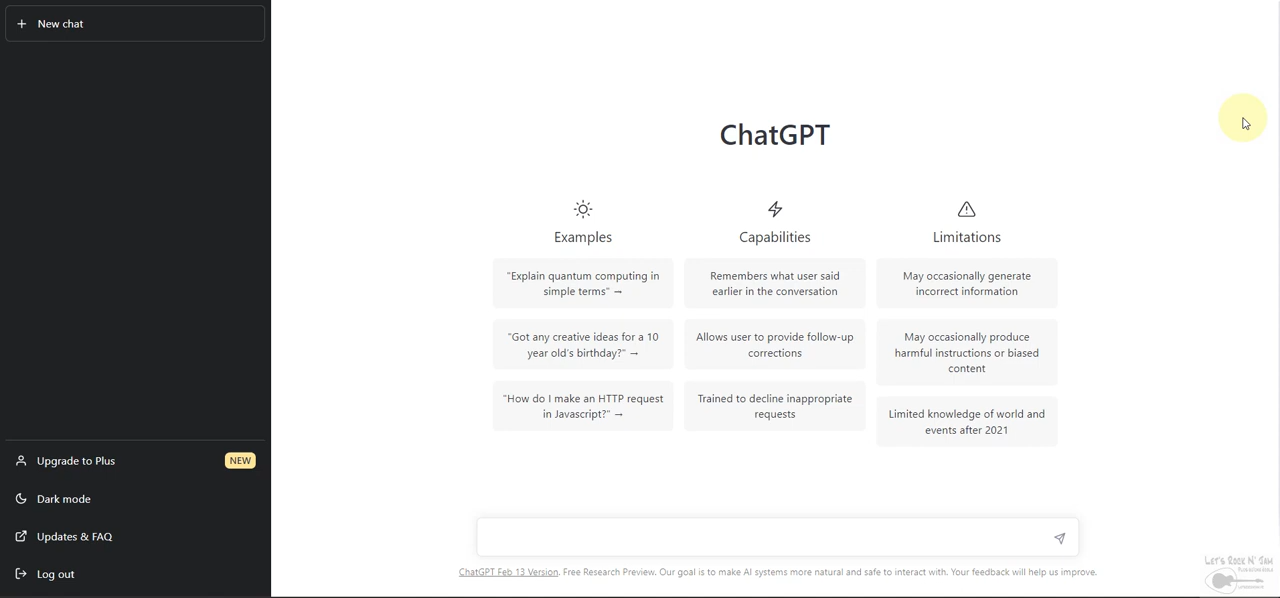 New chat
ChatGPT
Examples
"Explain quantum computing in
simple terms" →
"Got any creative ideas for a 10
year old's birthday?" →
"How do I make an HTTP request
in Javascript?" →
Capabilities
Remembers what user said
earlier in the conversation
Allows user to provide follow-up
corrections
Trained to decline inappropriate
requests
Limitations
May occasionally generate
incorrect information
May occasionally produce
harmful instructions or biased
content
Limited knowledge of world and
events after 2021
Upgrade to Plus
NEW
Dark mode
Updates & FAQ
Log out
ChatGPT Feb 13 Version. Free Research Preview. Our goal is to make AI systems more natural and safe to interact with. Your feedback will help us improve.
Let's Rock N' Jam